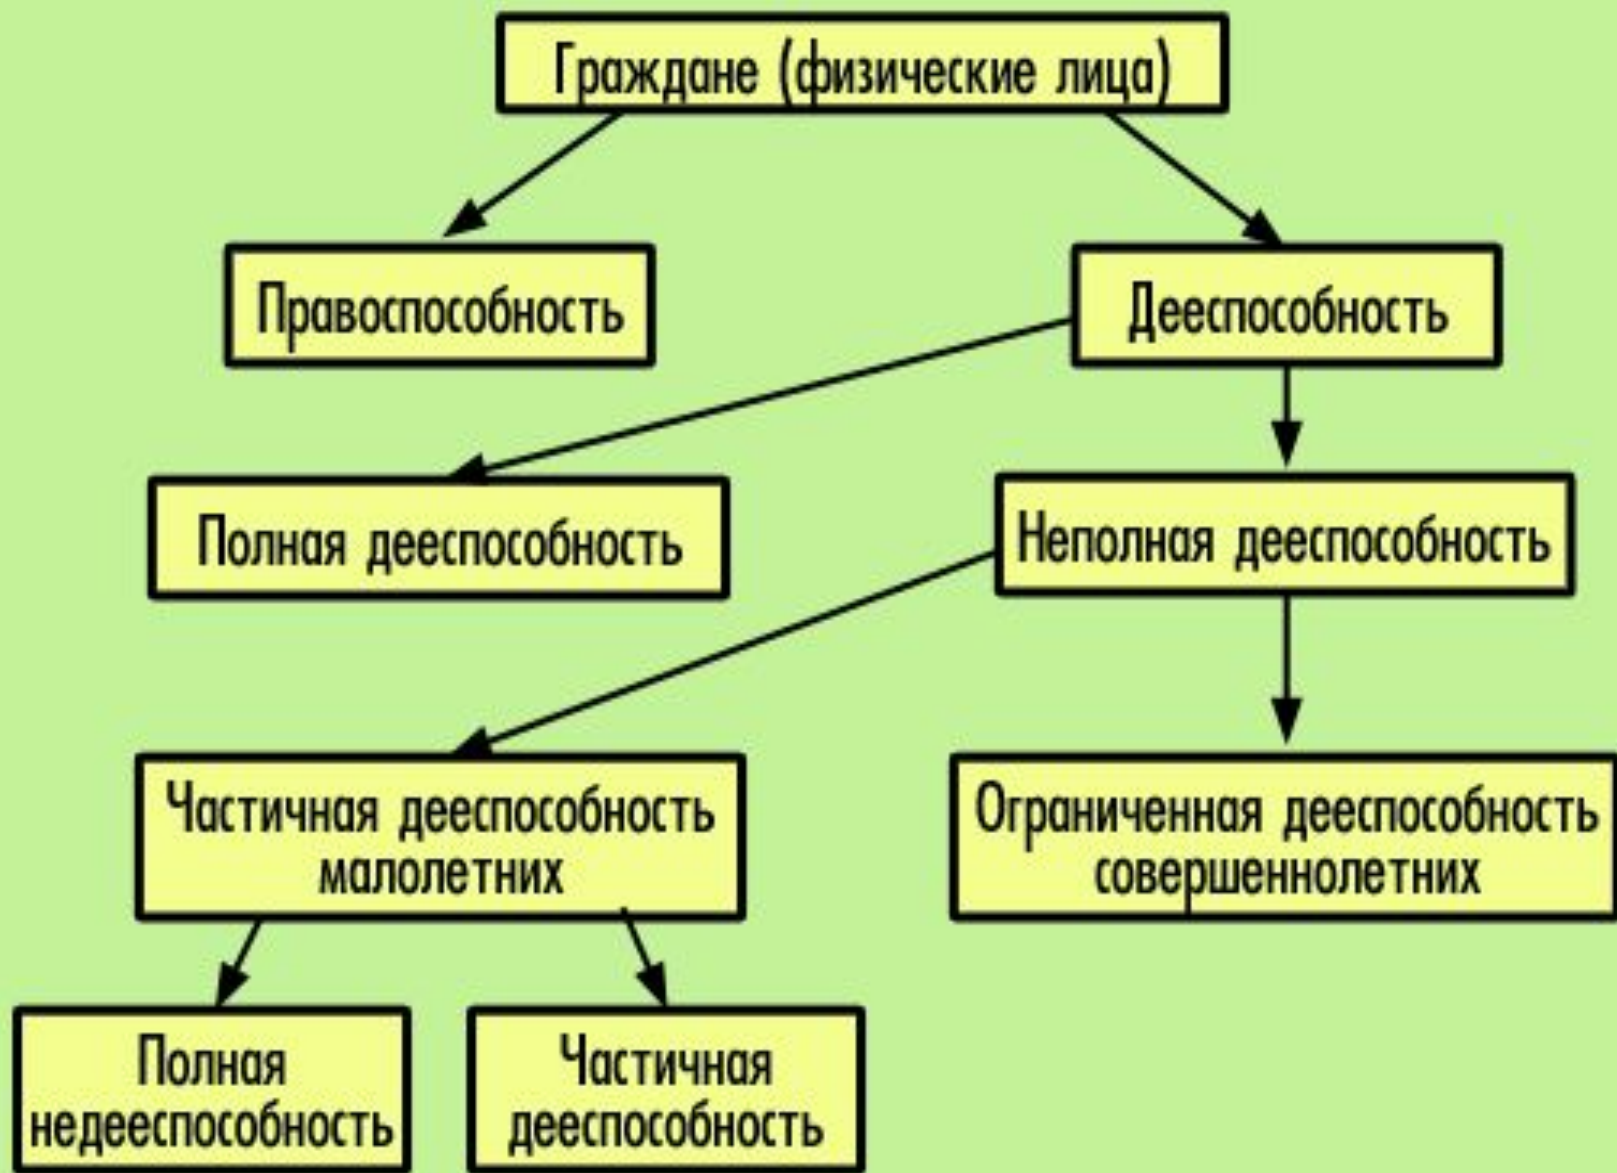 Граждане (физические лица)
Правоспособность
Дееспособность
Полная дееспособность
Неполная дееспособность
Частичная дееспособность
малолетних
Ограниченная дееспособность
совершеннолетних
Полная
недееспособность
Частичная
дееспособность